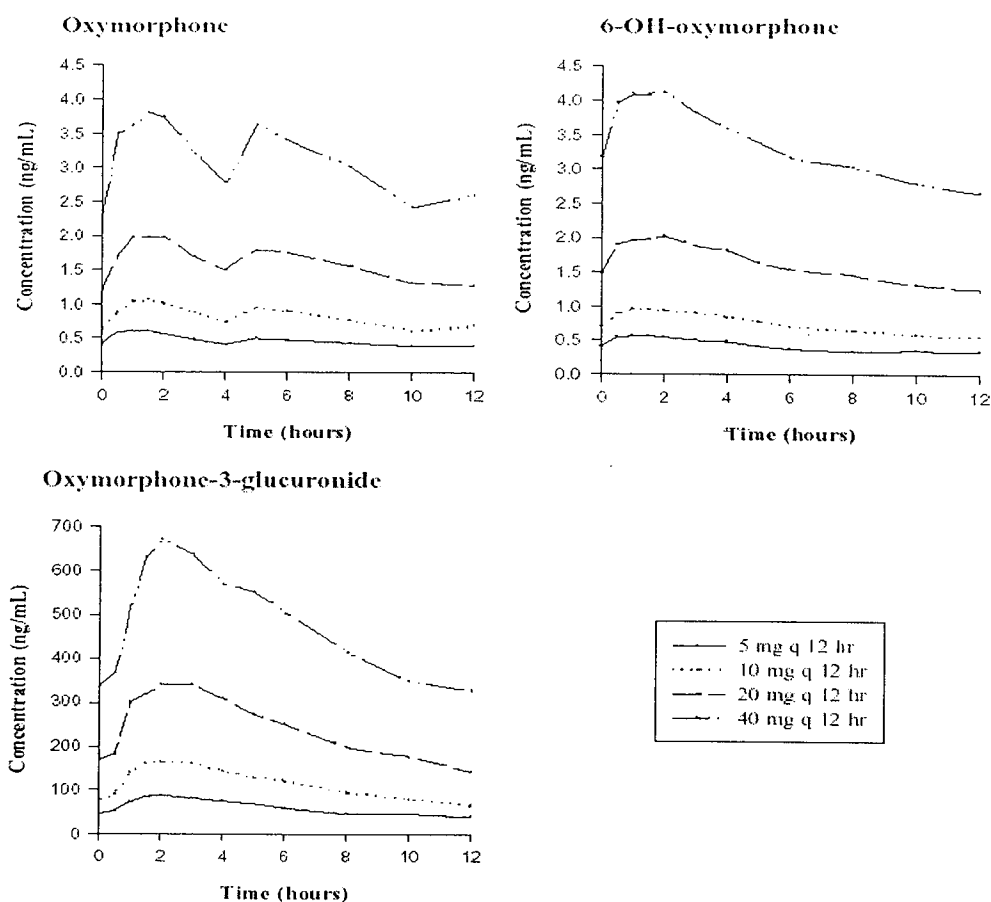 Oxymorphone
4.5
4.0
3.5
3.0
2.5
2.0
1.5
1.0
0.5
0.0
Concentration (ng/mL)
0 2 4 6 8 10 12
Time (hours)
6-OH-oxymorphone
4.5
4.0
3.5
3.0
2.5
2.0
1.5
1.0
0.5
0.0
Concentration (ng/mL)
0 2 4 6 8 10 12
Time (hours)
Oxymorphone-3-glucuronide
700
600
500
400
300
200
100
0
Concentration (ng/mL)
0 2 4 6 8 10 12
Time (hours)
5 mg q 12 hr
10 mg q 12 hr
20 mg q 12 hr
40 mg q 12 hr